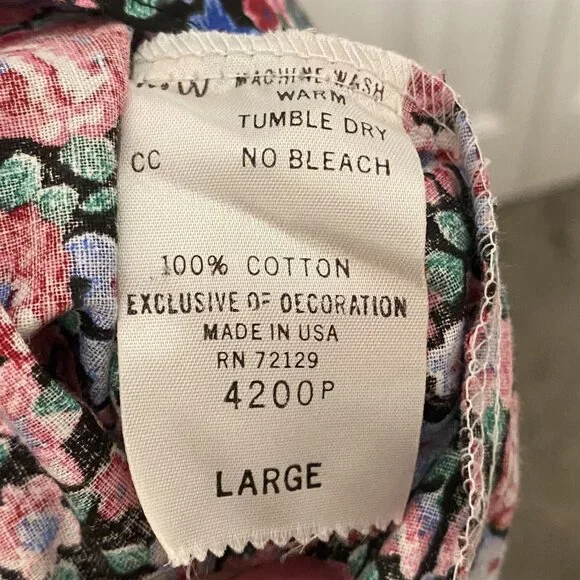 MACHINE WASH
WARM
TUMBLE DRY
CC NO BLEACH
100% COTTON
EXCLUSIVE OF DECORATION
MADE IN USA
RN 72129
4200P
LARGE